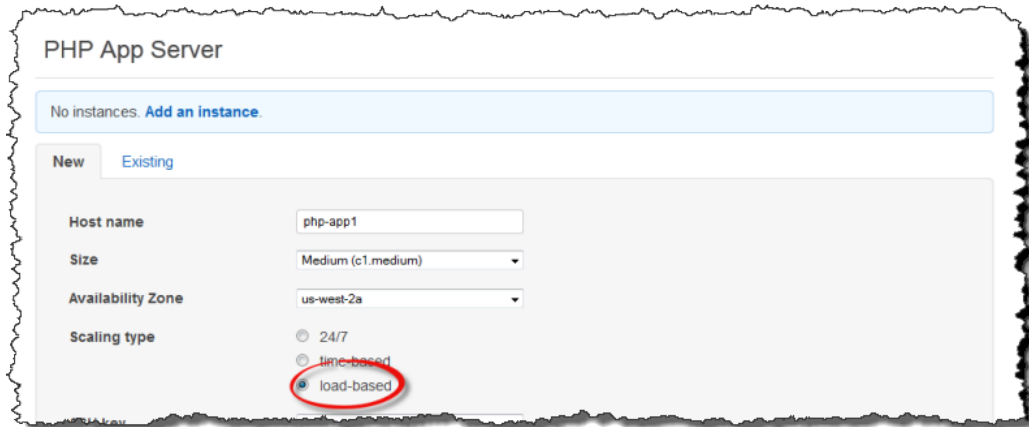 PHP App Server
No instances. Add an instance.
New Existing
Host name php-app1
Size Medium (c1.medium)
Availability Zone us-west-2a
Scaling type 24/7
time-based
load-based
key